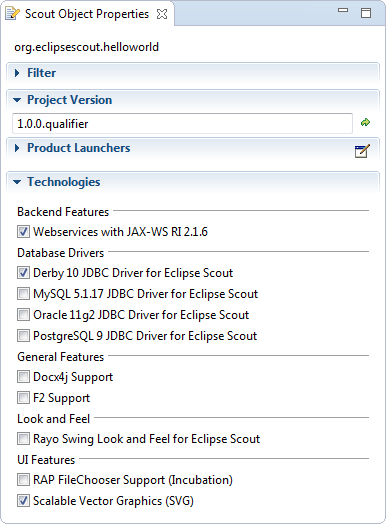 Scout Object Properties
org.eclipsescout.helloworld
Filter
Project Version
1.0.0.qualifier
Product Launchers
Technologies
Backend Features
Webservices with JAX-WS RI 2.1.6
Database Drivers
Derby 10 JDBC Driver for Eclipse Scout
MySQL 5.1.17 JDBC Driver for Eclipse Scout
Oracle 11g2 JDBC Driver for Eclipse Scout
PostgreSQL 9 JDBC Driver for Eclipse Scout
General Features
Docx4j Support
F2 Support
Look and Feel
Rayo Swing Look and Feel for Eclipse Scout
UI Features
RAP FileChooser Support (Incubation)
Scalable Vector Graphics (SVG)